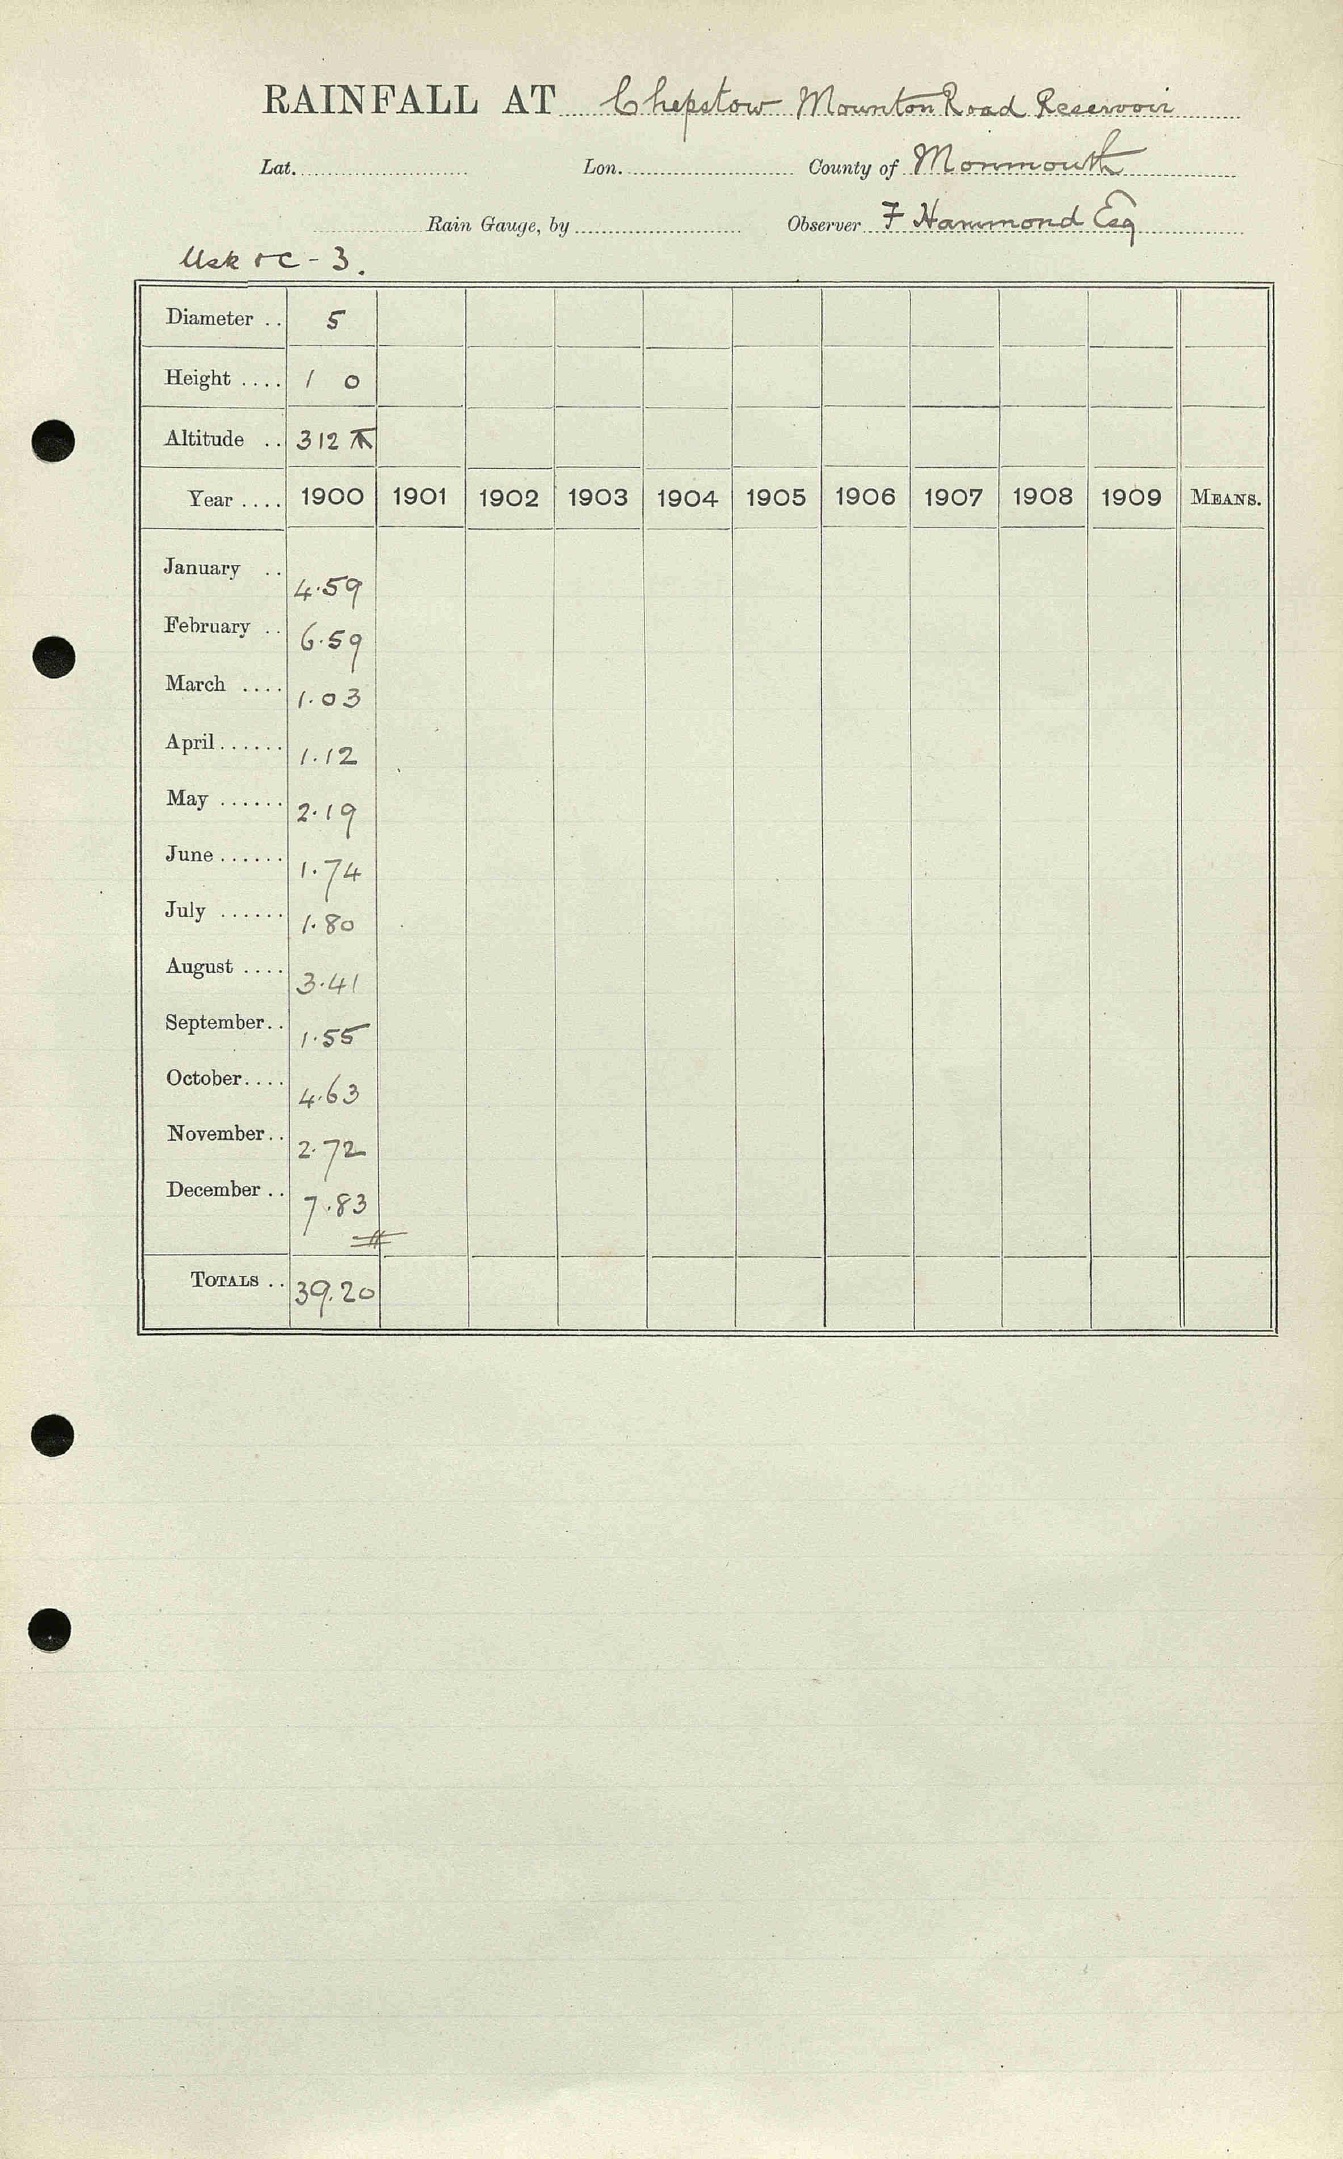 RAINFALL AT Chepstow Mounton Road Reservoir
Lat. Lon. County of Monmouth
Rain Gauge, by Observer F Hammond Esq
Usk &c - 3.
Diameter .. 5
Height .... 1 0
Altitude .. 312
Year .... 1900 1901 1902 1903 1904 1905 1906 1907 1908 1909 MEANS.
January .. 4.59
February .. 6.59
March .... 1.03
April...... 1.12
May ...... 2.19
June...... 1.74
July ...... 1.80
August .... 3.41
September.. 1.55
October.... 4.63
November.. 2.72
December .. 7.83
TOTALS .. 39.20